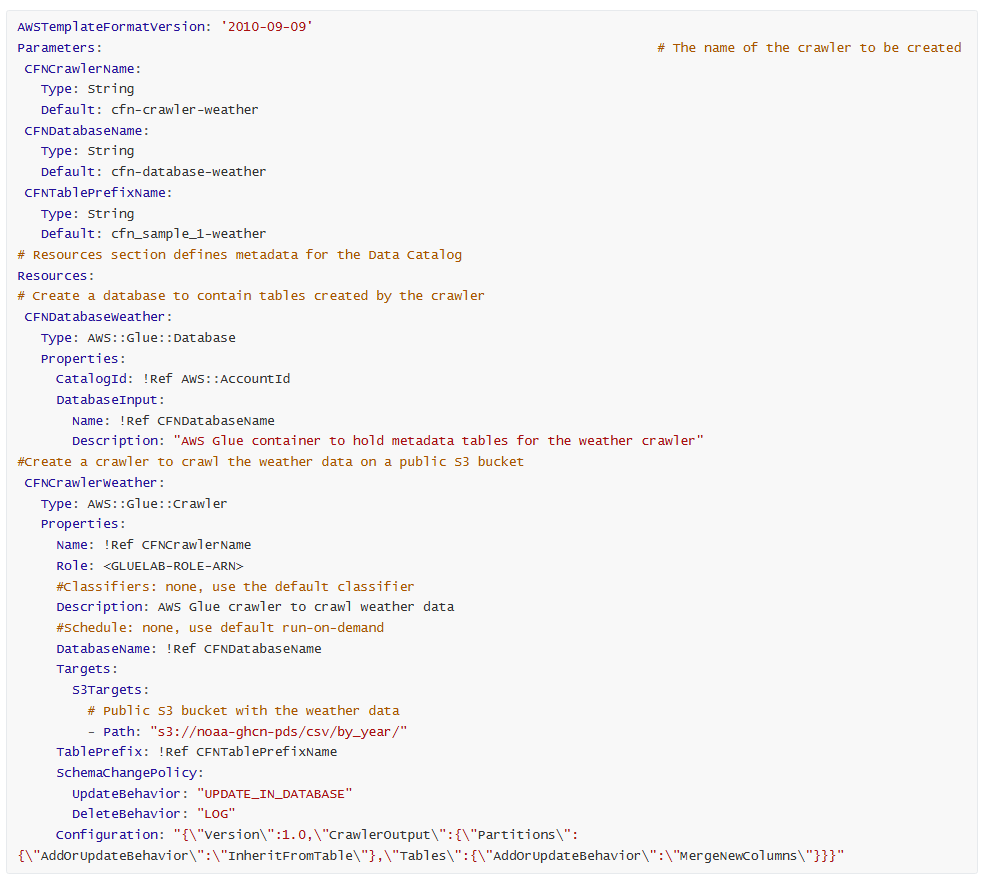 AWSTemplateFormatVersion: '2010-09-09'
Parameters: # The name of the crawler to be created
CFNCrawlerName:
Type: String
Default: cfn-crawler-weather
CFNDatabaseName:
Type: String
Default: cfn-database-weather
CFNTablePrefixName:
Type: String
Default: cfn_sample_1-weather
# Resources section defines metadata for the Data Catalog
Resources:
# Create a database to contain tables created by the crawler
CFNDatabaseWeather:
Type: AWS::Glue::Database
Properties:
CatalogId: !Ref AWS::AccountId
DatabaseInput:
Name: !Ref CFNDatabaseName
Description: "AWS Glue container to hold metadata tables for the weather crawler"
#Create a crawler to crawl the weather data on a public S3 bucket
CFNCrawlerWeather:
Type: AWS::Glue::Crawler
Properties:
Name: !Ref CFNCrawlerName
Role: <GLUELAB-ROLE-ARN>
#Classifiers: none, use the default classifier
Description: AWS Glue crawler to crawl weather data
#Schedule: none, use default run-on-demand
DatabaseName: !Ref CFNDatabaseName
Targets:
S3Targets:
# Public S3 bucket with the weather data
- Path: "s3://noaa-ghcn-pds/csv/by_year/"
TablePrefix: !Ref CFNTablePrefixName
SchemaChangePolicy:
UpdateBehavior: "UPDATE_IN_DATABASE"
DeleteBehavior: "LOG"
Configuration: "{\"Version\":1.0,\"CrawlerOutput\":{\"Partitions\":
{\"AddOrUpdateBehavior\":\"InheritFromTable\"},\"Tables\":{\"AddOrUpdateBehavior\":\"MergeNewColumns\"}}}"